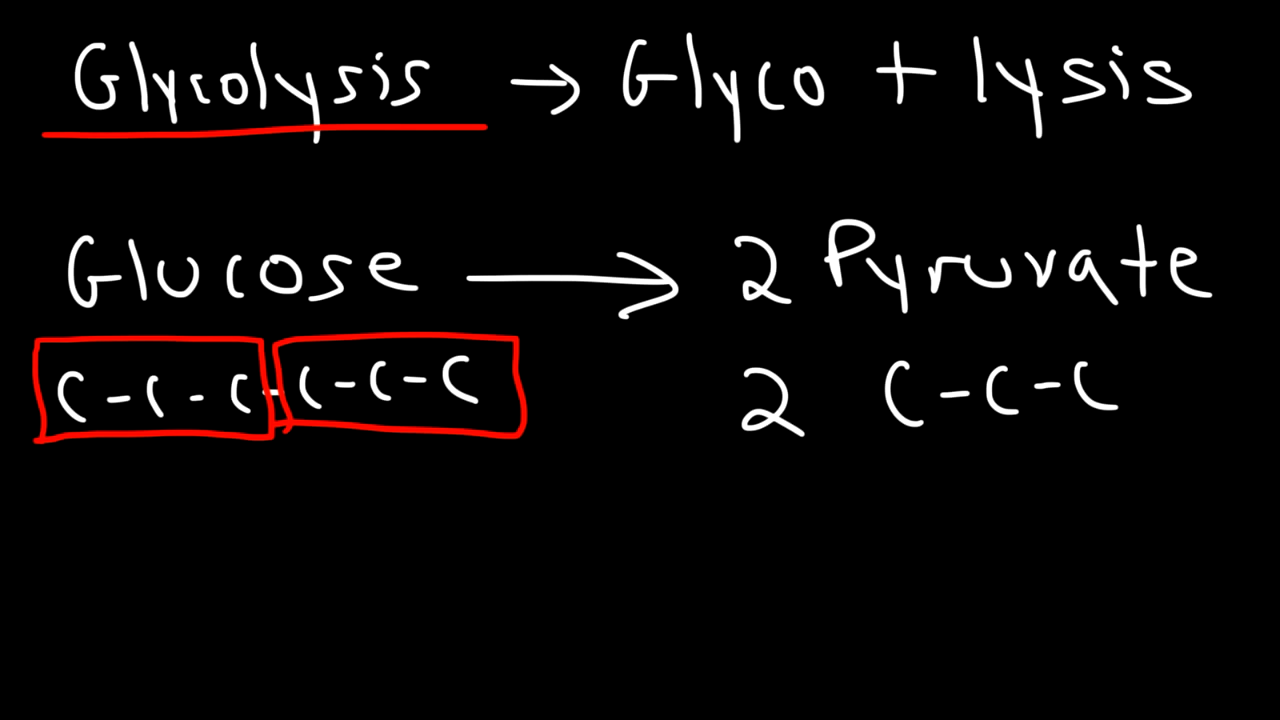 Glycolysis → Glyco + lysis
Glucose → 2 Pyruvate
C-C-C-C-C-C 2 C-C-C